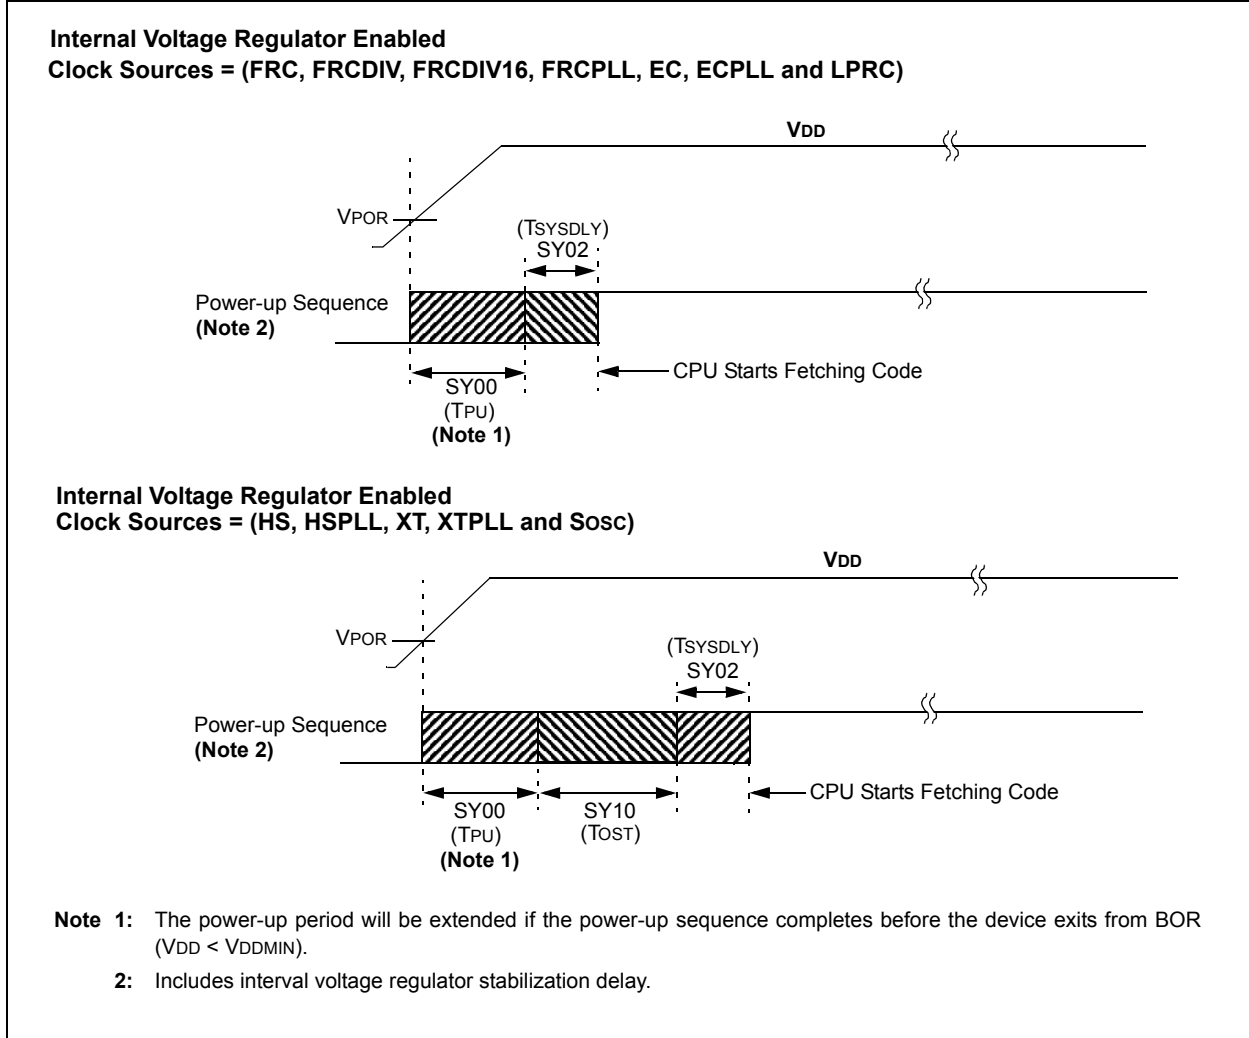 Internal Voltage Regulator Enabled
Clock Sources = (FRC, FRCDIV, FRCDIV16, FRCPLL, EC, ECPLL and LPRC)
VDD
VPOR
(TSYSDLY)
SY02
Power-up Sequence
(Note 2)
CPU Starts Fetching Code
SY00
(TPU)
(Note 1)
Internal Voltage Regulator Enabled
Clock Sources = (HS, HSPLL, XT, XTPLL and SOSC)
VDD
VPOR
(TSYSDLY)
SY02
Power-up Sequence
(Note 2)
CPU Starts Fetching Code
SY00
(TPU)
(Note 1)
SY10
(TOST)
Note 1: The power-up period will be extended if the power-up sequence completes before the device exits from BOR
(VDD < VDDMIN).
2: Includes interval voltage regulator stabilization delay.